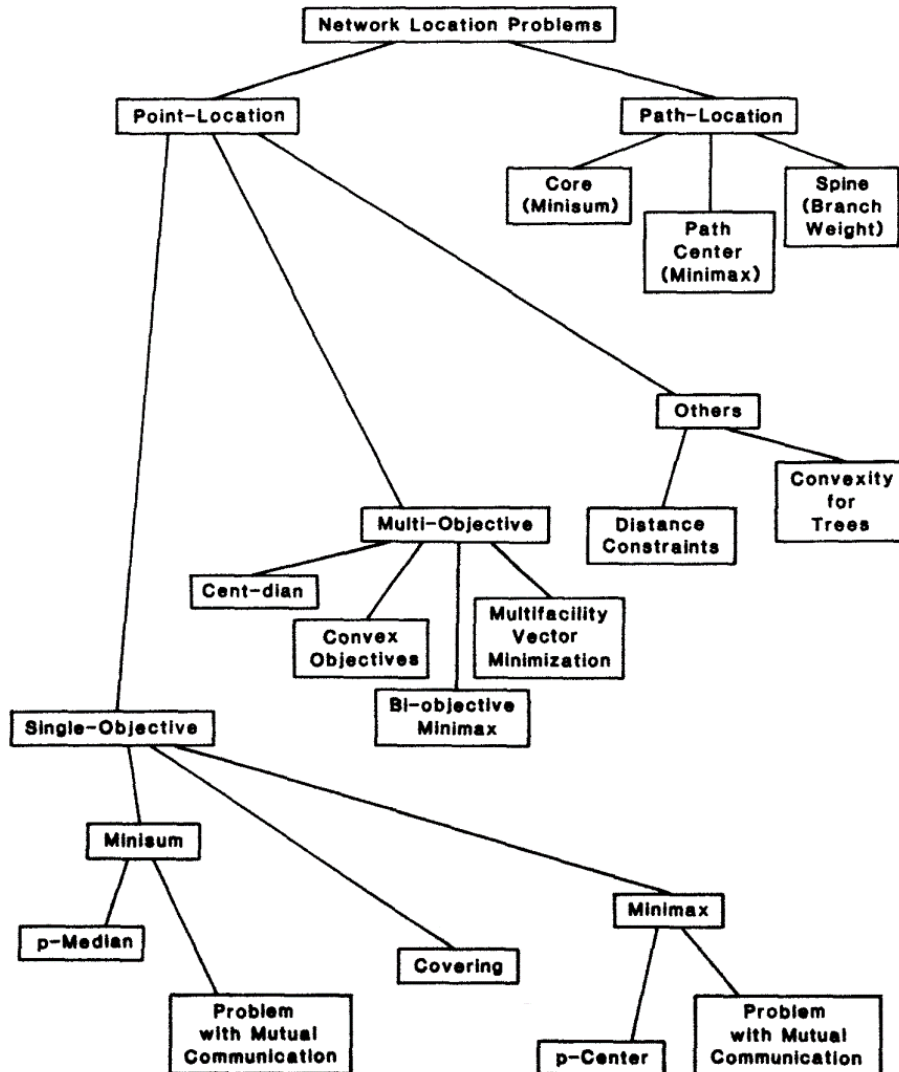 Network Location Problems
Point-Location
Path-Location
Core
(Minisum)
Path
Center
(Minimax)
Spine
(Branch
Weight)
Others
Distance
Constraints
Convexity
for
Trees
Multi-Objective
Cent-dian
Convex
Objectives
Bi-objective
Minimax
Multifacility
Vector
Minimization
Single-Objective
Minisum
p-Median
Problem
with Mutual
Communication
Covering
Minimax
p-Center
Problem
with Mutual
Communication